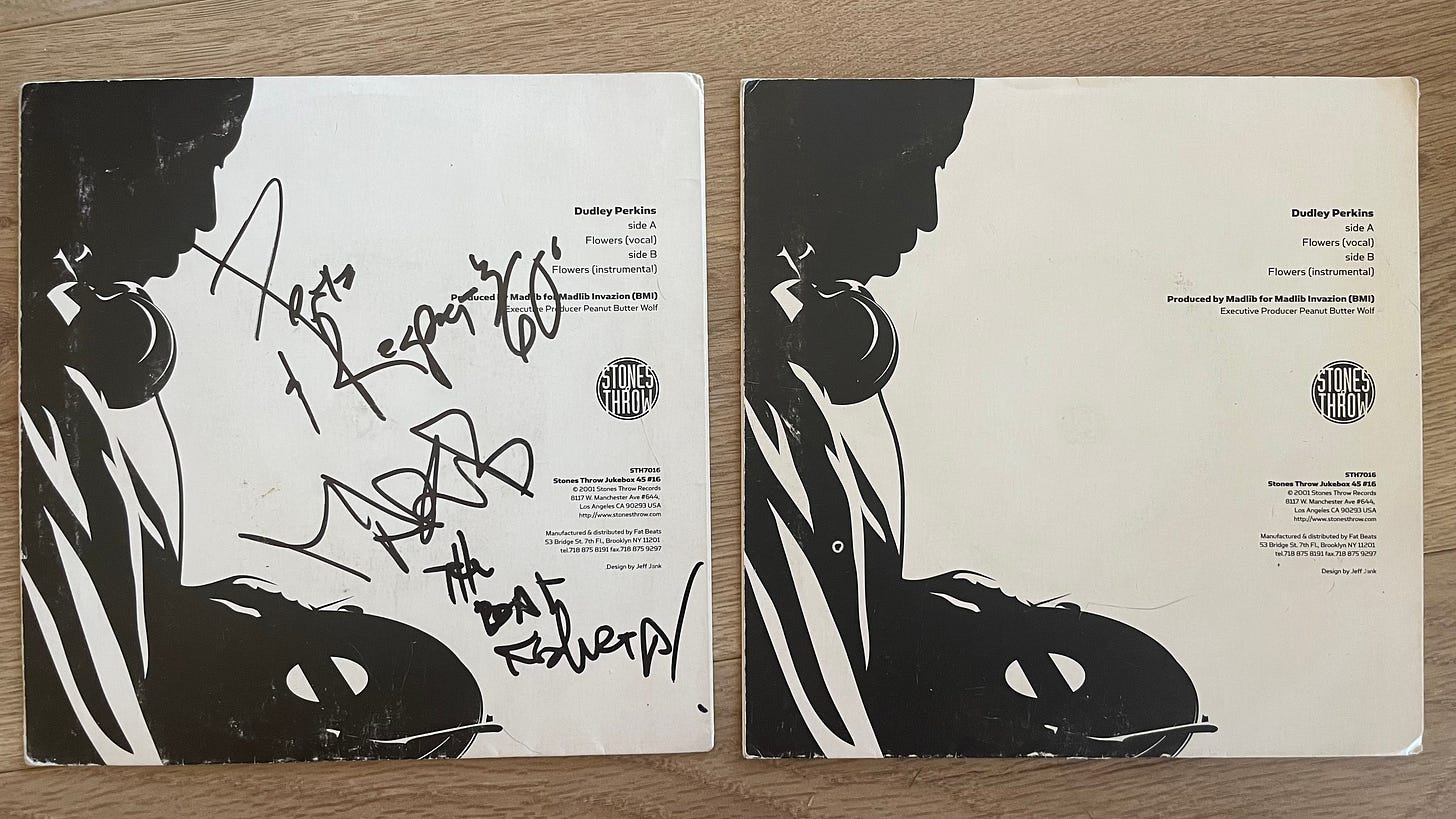 Dudley Perkins
side A
Flowers (vocal)
side B
Flowers (instrumental)
Produced by Madlib for Madlib Invazion (BMI)
Executive Producer Peanut Butter Wolf
STONES
THROW
STH7016
Stones Throw Jukebox 45 #16
© 2001 Stones Throw Records
8117 W. Manchester Ave #644,
Los Angeles CA 90293 USA
http://www.stonesthrow.com
Manufactured & distributed by Fat Beats
53 Bridge St. 7th Fl., Brooklyn NY 11201
tel.718 875 8191 fax.718 875 9297
Design by Jeff Jank
Respect
THE
BEAT
Dudley Perkins
side A
Flowers (vocal)
side B
Flowers (instrumental)
Produced by Madlib for Madlib Invazion (BMI)
Executive Producer Peanut Butter Wolf
STONES
THROW
STH7016
Stones Throw Jukebox 45 #16
© 2001 Stones Throw Records
8117 W. Manchester Ave #644,
Los Angeles CA 90293 USA
http://www.stonesthrow.com
Manufactured & distributed by Fat Beats
53 Bridge St. 7th Fl., Brooklyn NY 11201
tel.718 875 8191 fax.718 875 9297
Design by Jeff Jank